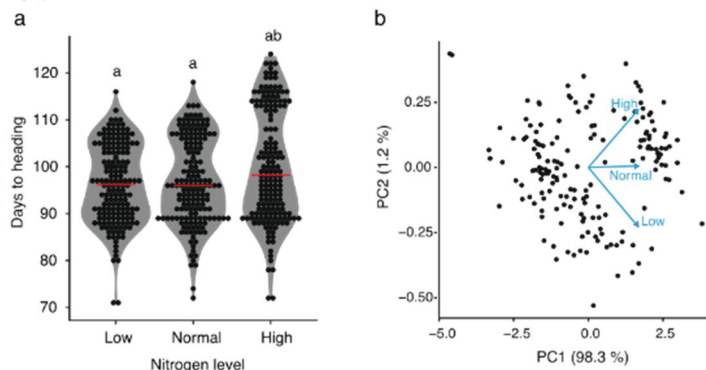 a
b
a
a
ab
120
110
100
90
80
70
Days to heading
Low
Normal
High
Nitrogen level
0.25
0.00
−0.25
−0.50
PC2 (1.2 %)
High
Normal
Low
−5.0
−2.5
0.0
2.5
PC1 (98.3 %)